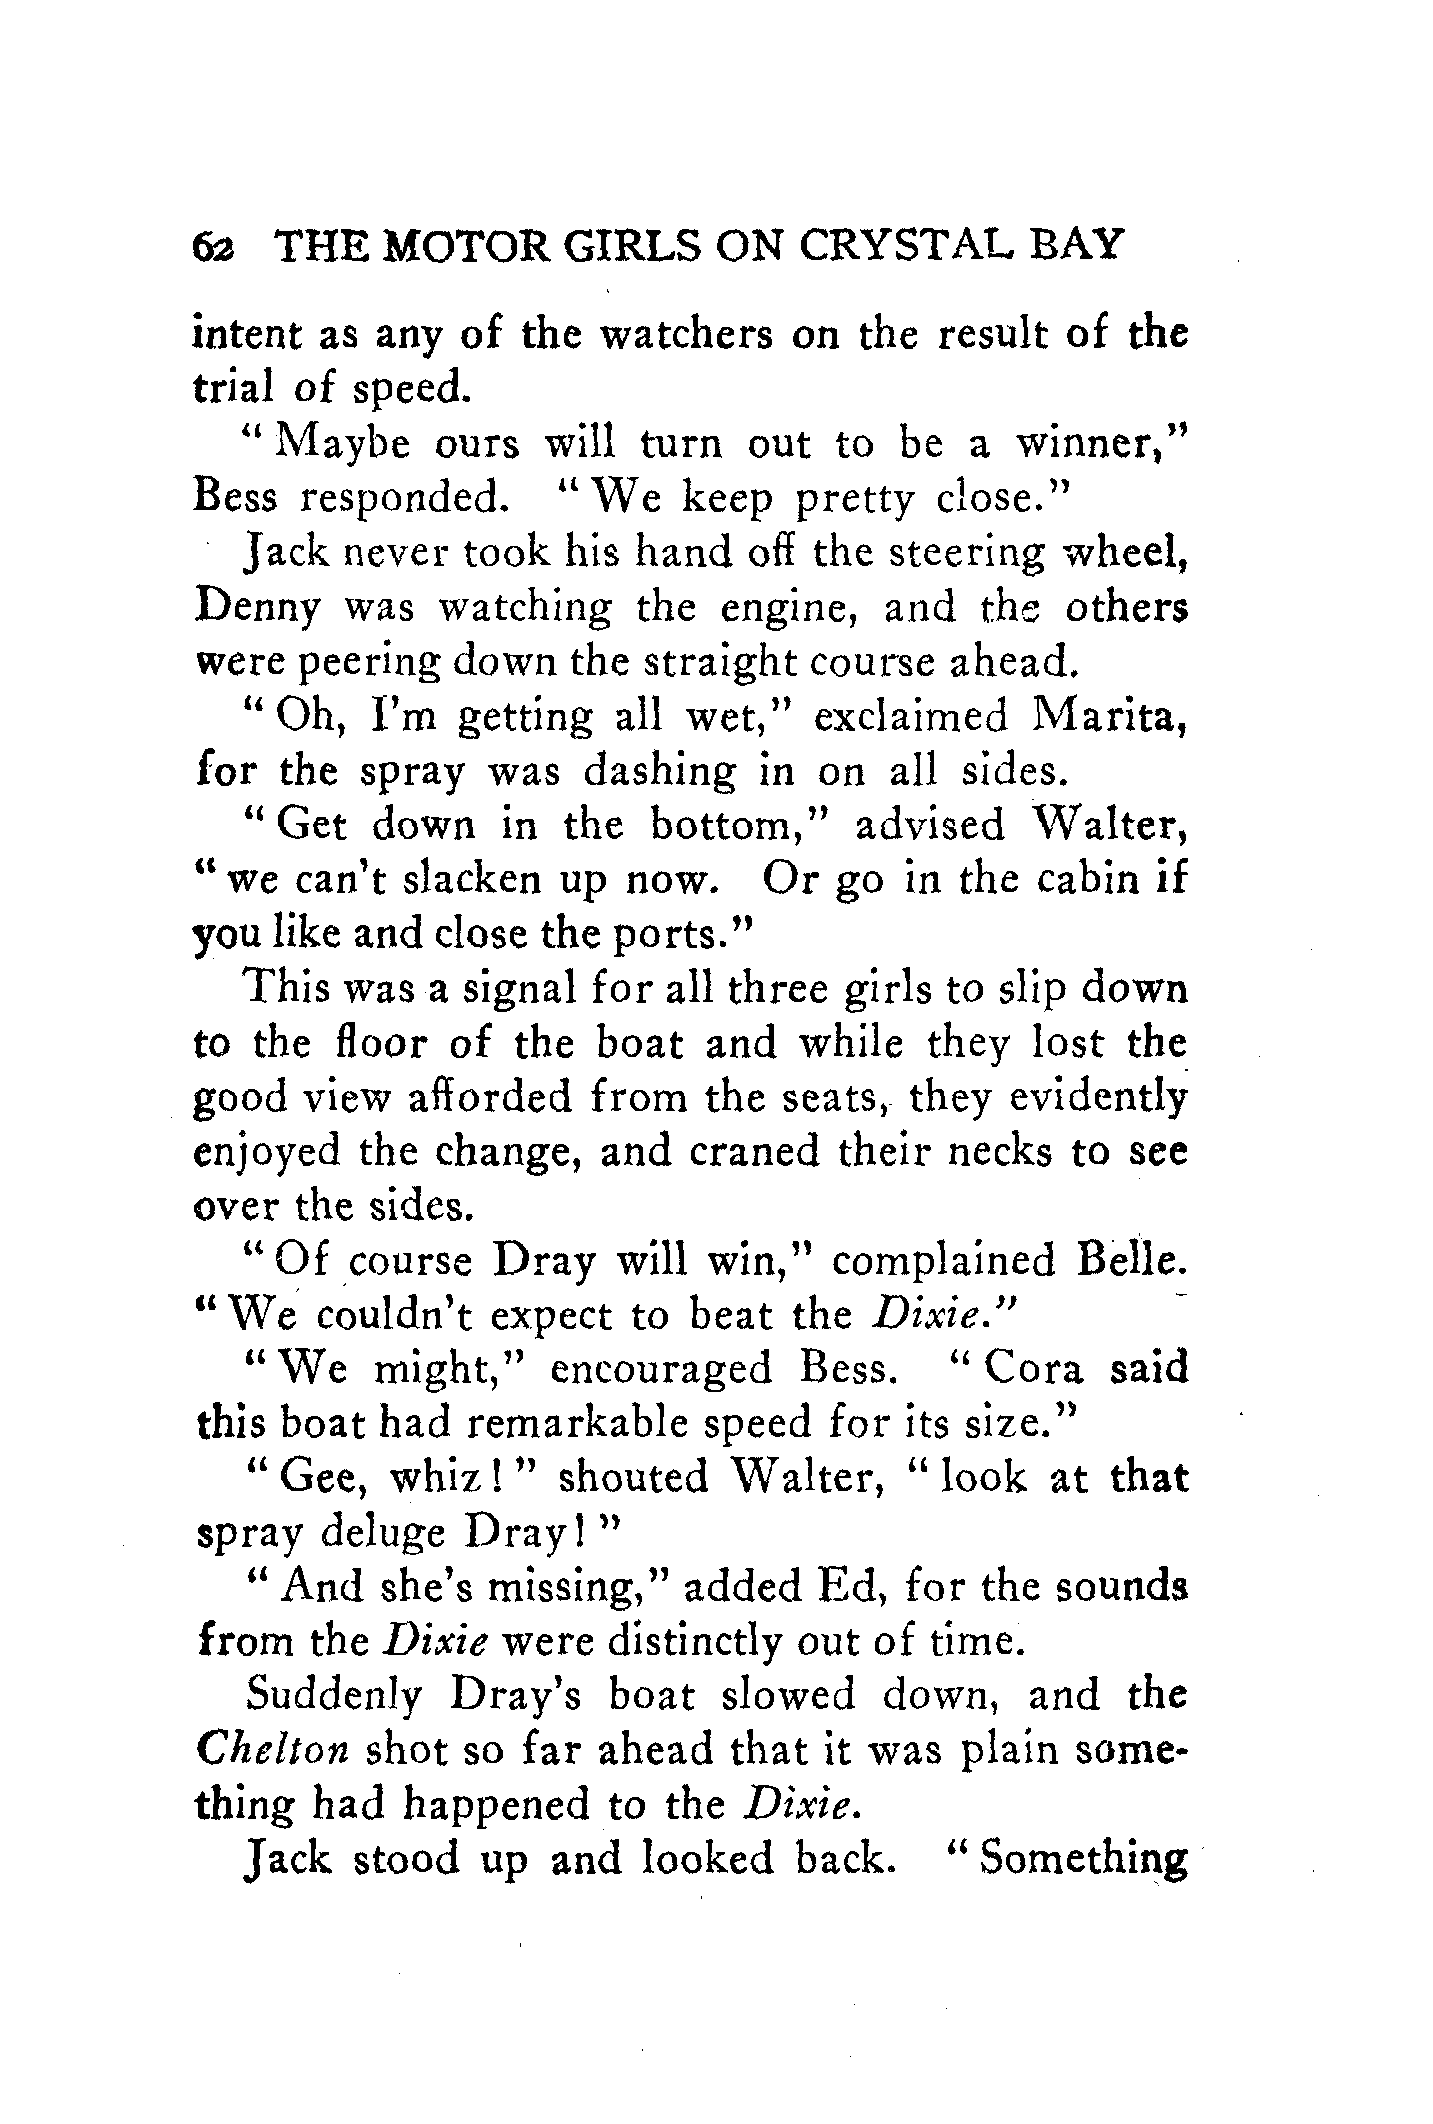 62 THE MOTOR GIRLS ON CRYSTAL BAY
intent as any of the watchers on the result of the
trial of speed.
" Maybe ours will turn out to be a winner,"
Bess responded. " We keep pretty close."
Jack never took his hand off the steering wheel,
Denny was watching the engine, and the others
were peering down the straight course ahead.
" Oh, I'm getting all wet," exclaimed Marita,
for the spray was dashing in on all sides.
" Get down in the bottom," advised Walter,
" we can't slacken up now. Or go in the cabin if
you like and close the ports."
This was a signal for all three girls to slip down
to the floor of the boat and while they lost the
good view afforded from the seats, they evidently
enjoyed the change, and craned their necks to see
over the sides.
" Of course Dray will win," complained Belle.
" We couldn't expect to beat the Dixie."
" We might," encouraged Bess. " Cora said
this boat had remarkable speed for its size."
" Gee, whiz! " shouted Walter, " look at that
spray deluge Dray! "
" And she's missing," added Ed, for the sounds
from the Dixie were distinctly out of time.
Suddenly Dray's boat slowed down, and the
Chelton shot so far ahead that it was plain some-
thing had happened to the Dixie.
Jack stood up and looked back. " Something